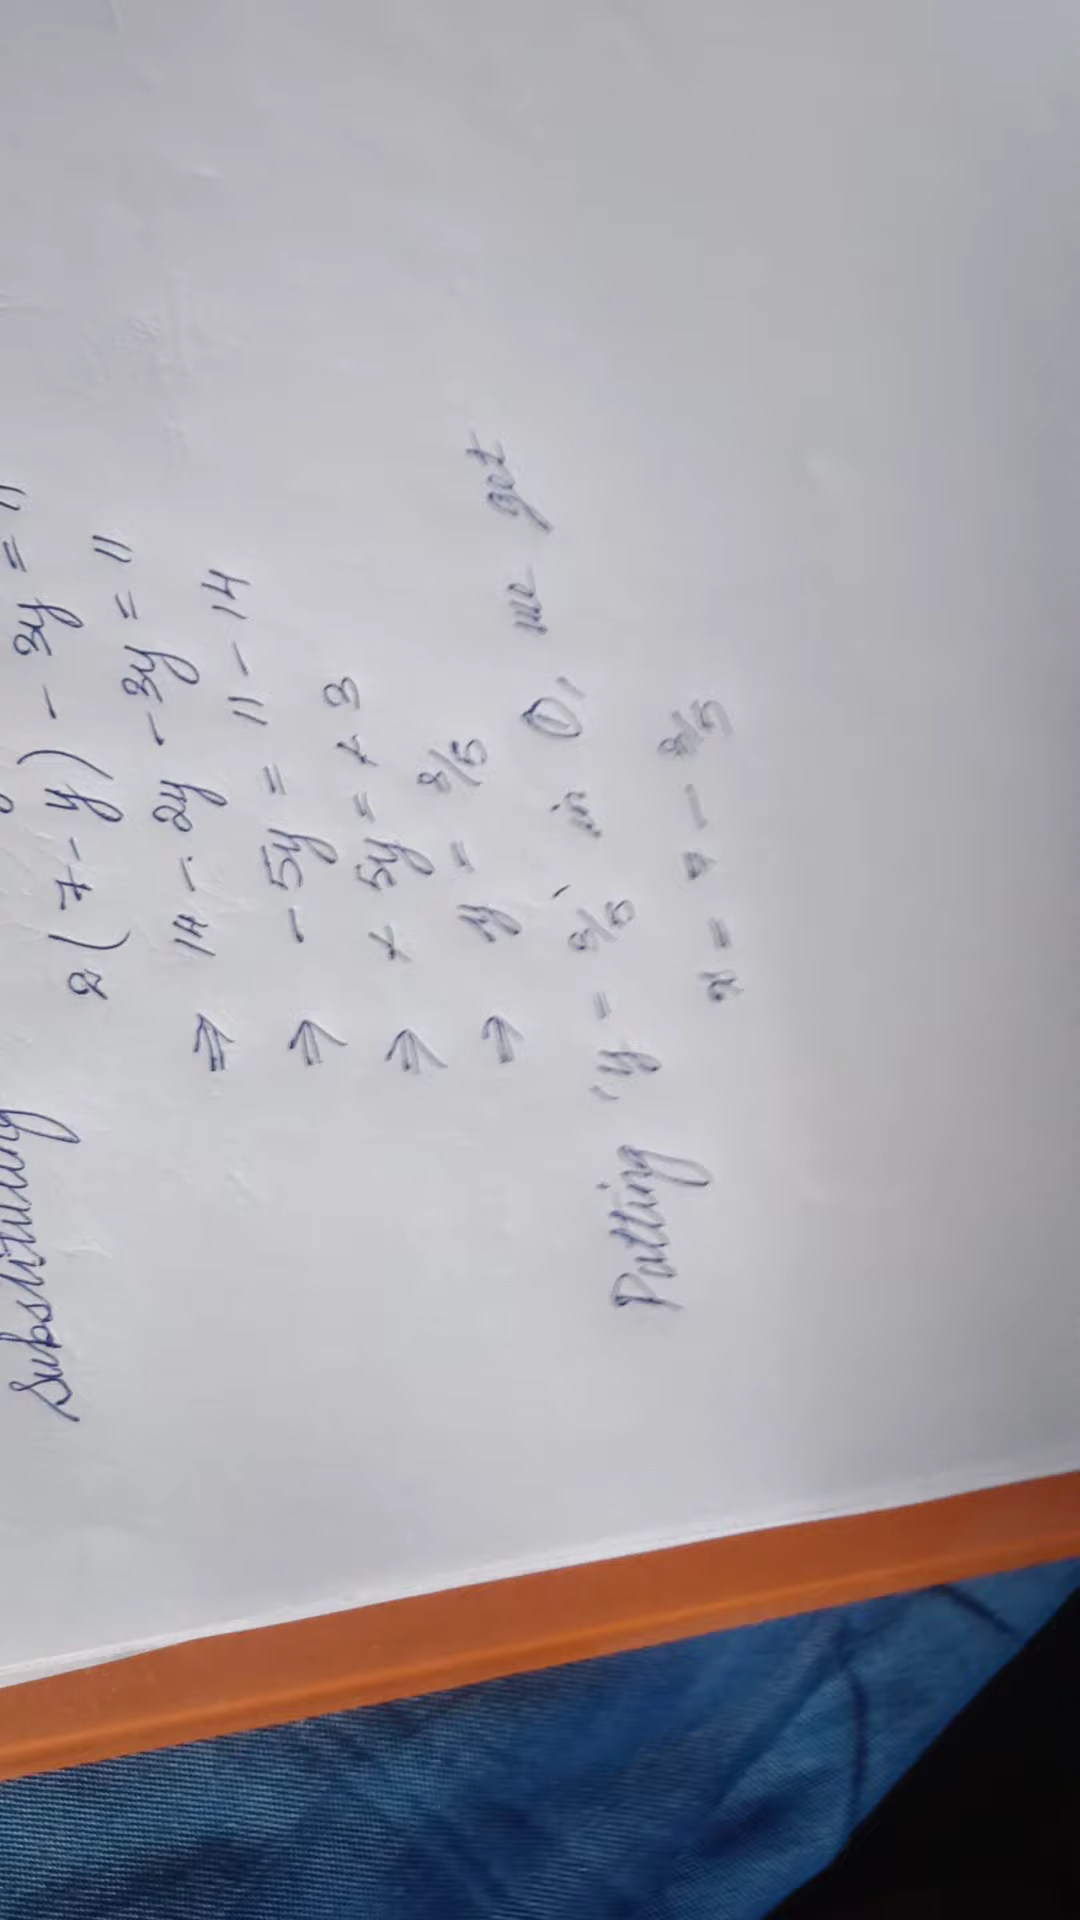 Substituting
2(7-y) - 3y = 11
⇒ 14 - 2y - 3y = 11
⇒ - 5y = 11 - 14
⇒ + 5y = + 3
⇒ y = 3/5
Putting 'y = 3/5' in ①, we get
x = 7 - 3/5